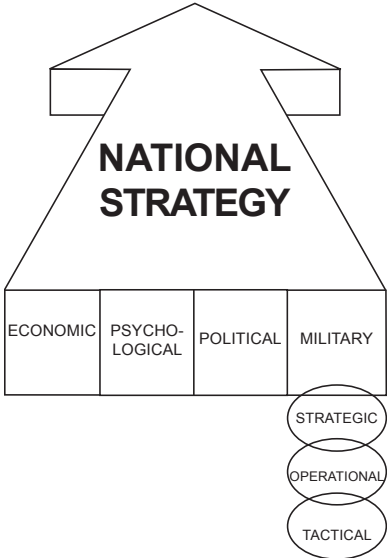 NATIONAL
STRATEGY
ECONOMIC
PSYCHO-
LOGICAL
POLITICAL
MILITARY
STRATEGIC
OPERATIONAL
TACTICAL